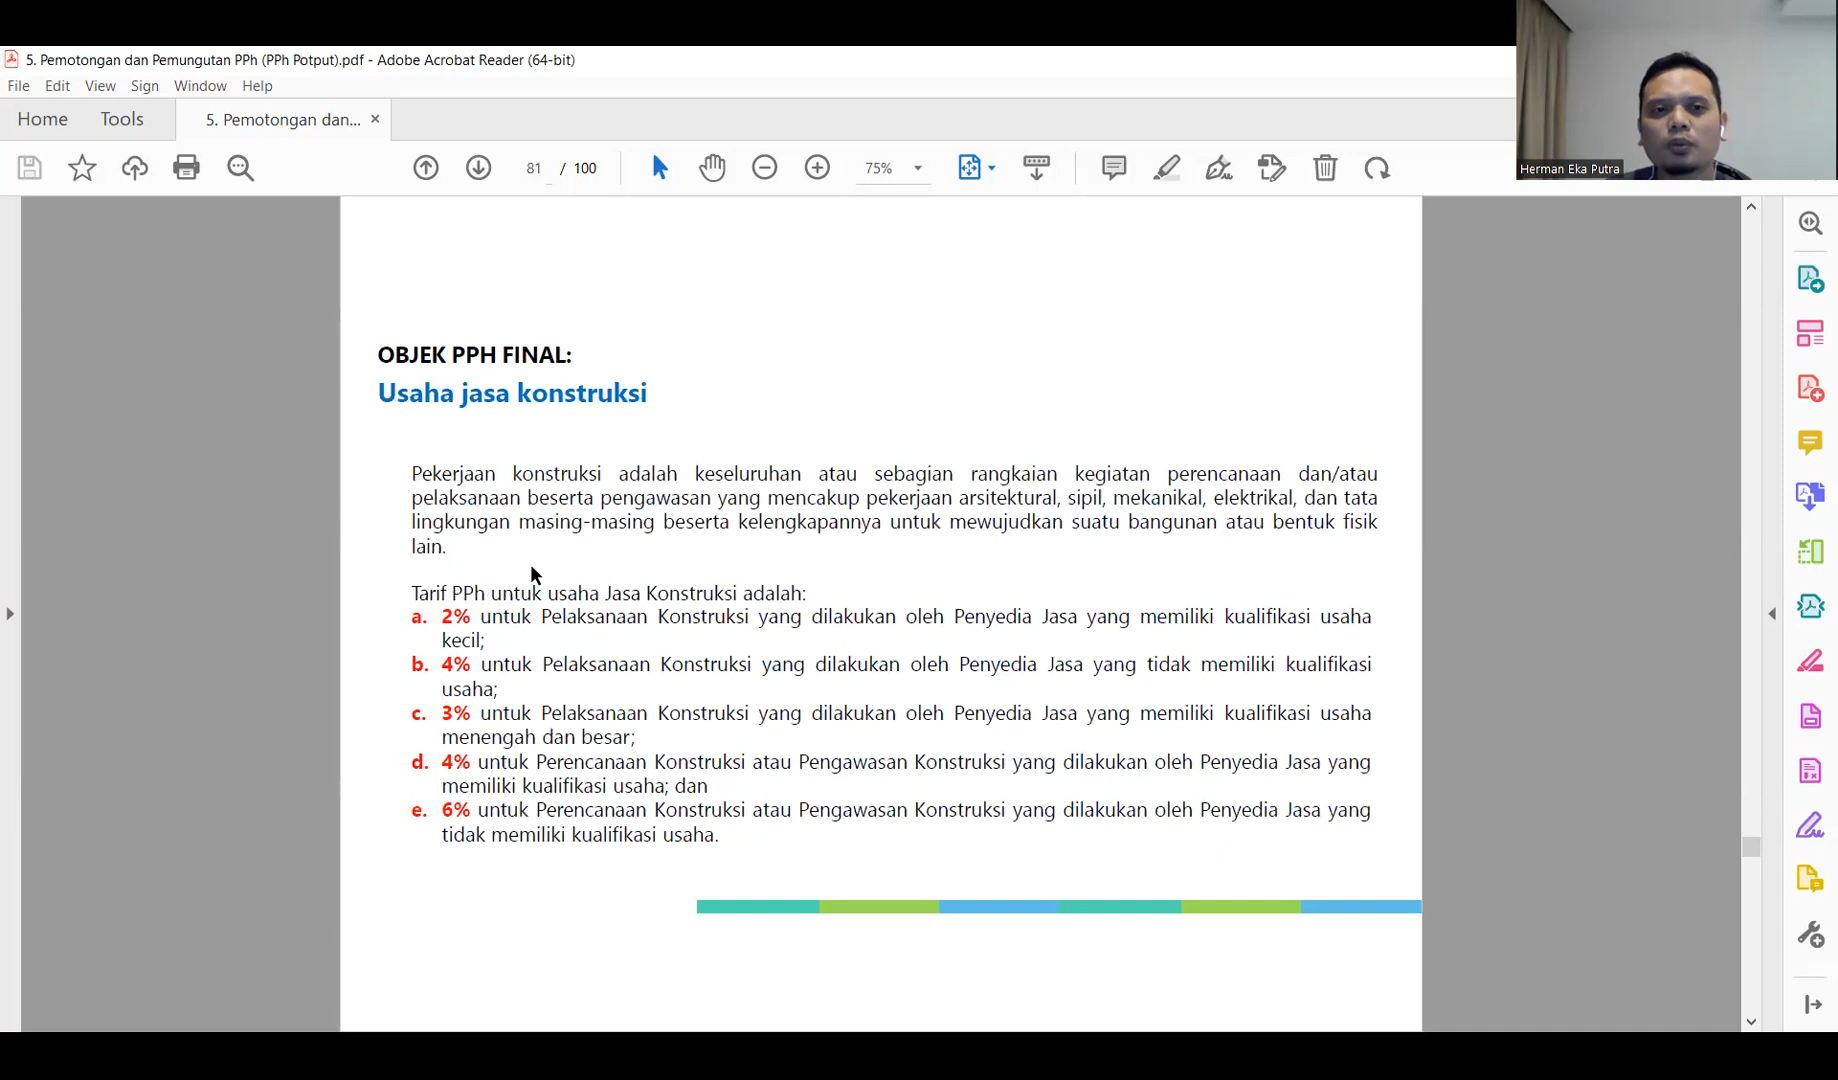 5. Pemotongan dan Pemungutan PPh (PPh Potput).pdf - Adobe Acrobat Reader (64-bit)
File Edit View Sign Window Help
Home Tools 5. Pemotongan dan... ×
81 / 100 75%
Herman Eka Putra
OBJEK PPH FINAL:
Usaha jasa konstruksi
Pekerjaan konstruksi adalah keseluruhan atau sebagian rangkaian kegiatan perencanaan dan/atau
pelaksanaan beserta pengawasan yang mencakup pekerjaan arsitektural, sipil, mekanikal, elektrikal, dan tata
lingkungan masing-masing beserta kelengkapannya untuk mewujudkan suatu bangunan atau bentuk fisik
lain.
Tarif PPh untuk usaha Jasa Konstruksi adalah:
a. 2% untuk Pelaksanaan Konstruksi yang dilakukan oleh Penyedia Jasa yang memiliki kualifikasi usaha
kecil;
b. 4% untuk Pelaksanaan Konstruksi yang dilakukan oleh Penyedia Jasa yang tidak memiliki kualifikasi
usaha;
c. 3% untuk Pelaksanaan Konstruksi yang dilakukan oleh Penyedia Jasa yang memiliki kualifikasi usaha
menengah dan besar;
d. 4% untuk Perencanaan Konstruksi atau Pengawasan Konstruksi yang dilakukan oleh Penyedia Jasa yang
memiliki kualifikasi usaha; dan
e. 6% untuk Perencanaan Konstruksi atau Pengawasan Konstruksi yang dilakukan oleh Penyedia Jasa yang
tidak memiliki kualifikasi usaha.